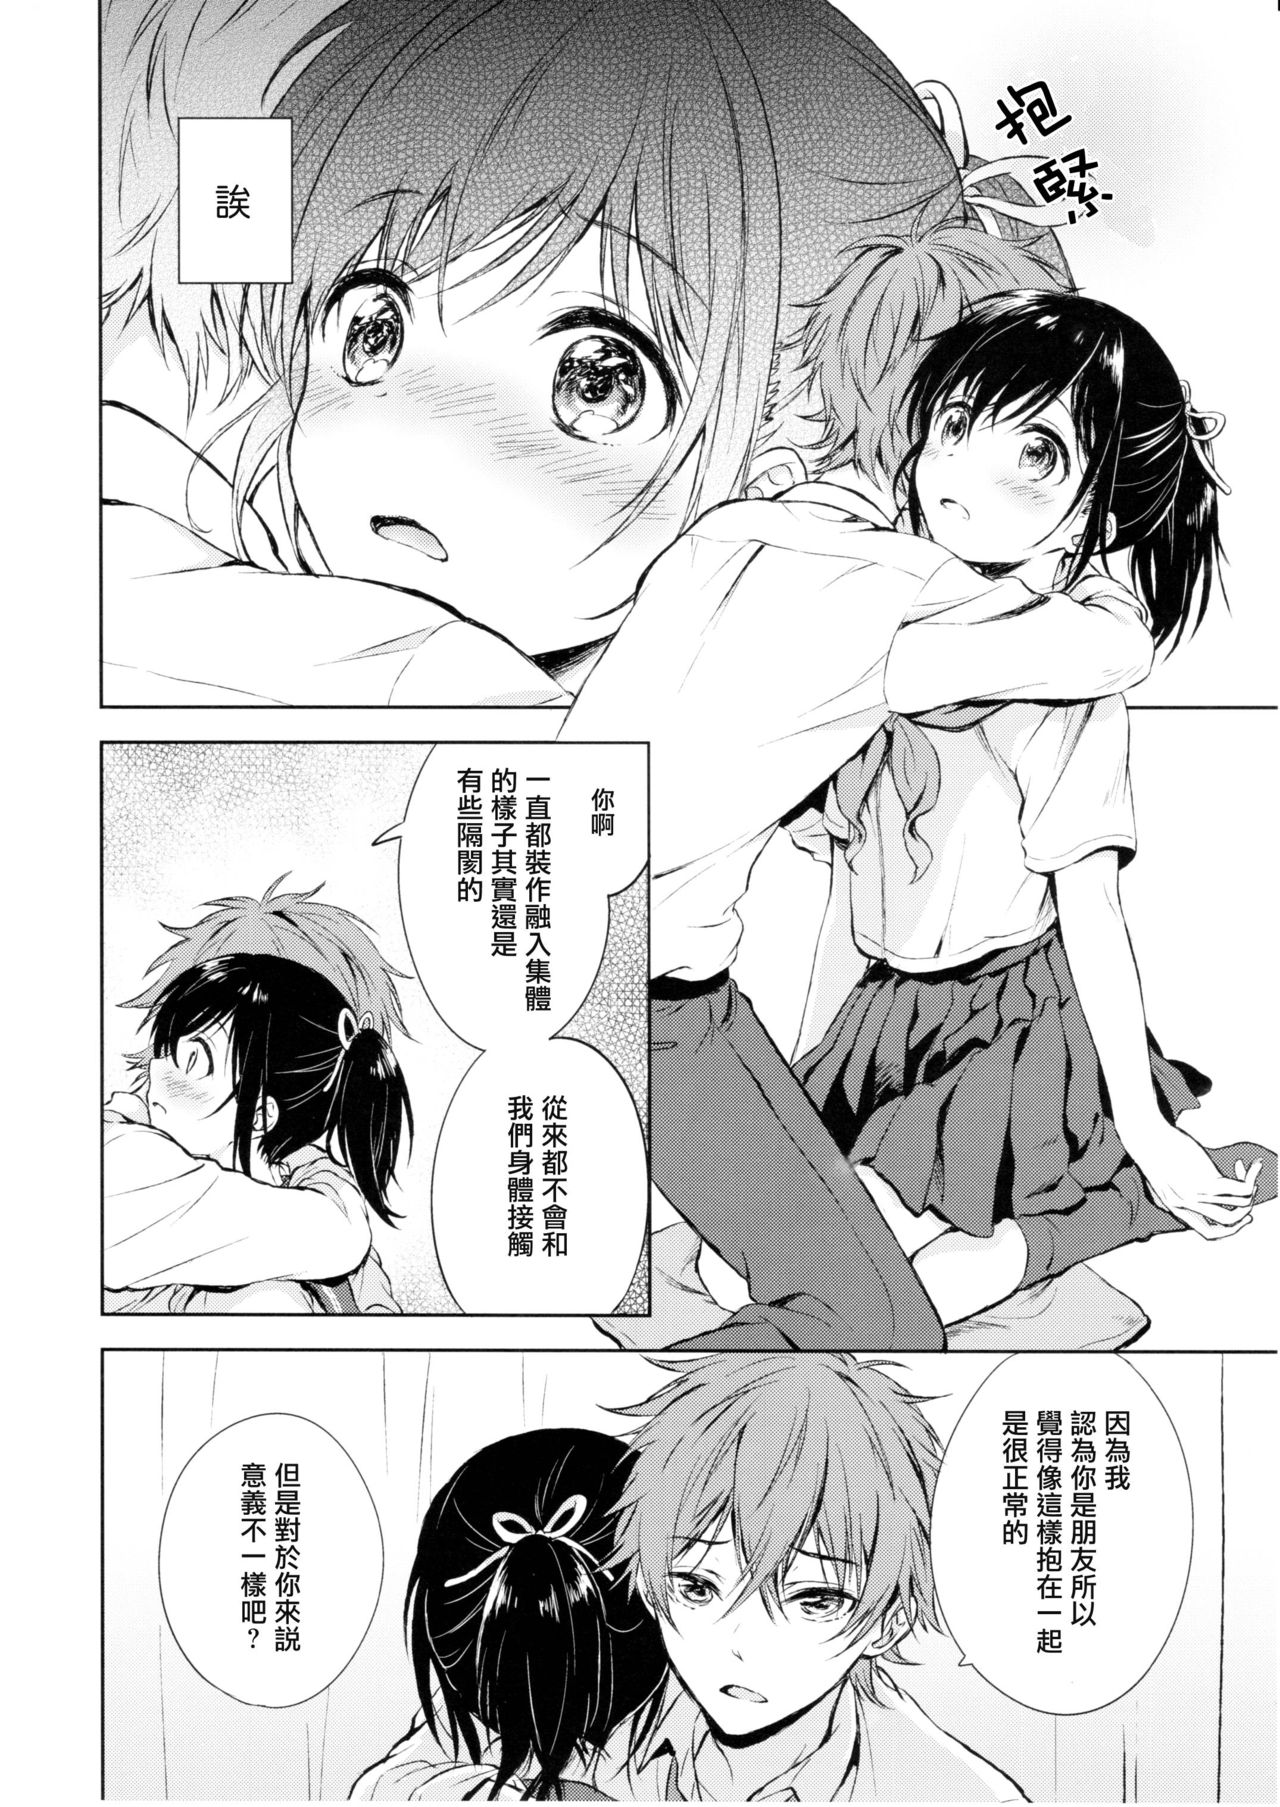 抱緊
誒
你啊
一直都裝作融入集體
的樣子其實還是
有些隔閡的
從來都不會和
我們身體接觸
因為我
認為你是朋友所以
覺得像這樣抱在一起
是很正常的
但是對於你來說
意義不一樣吧？